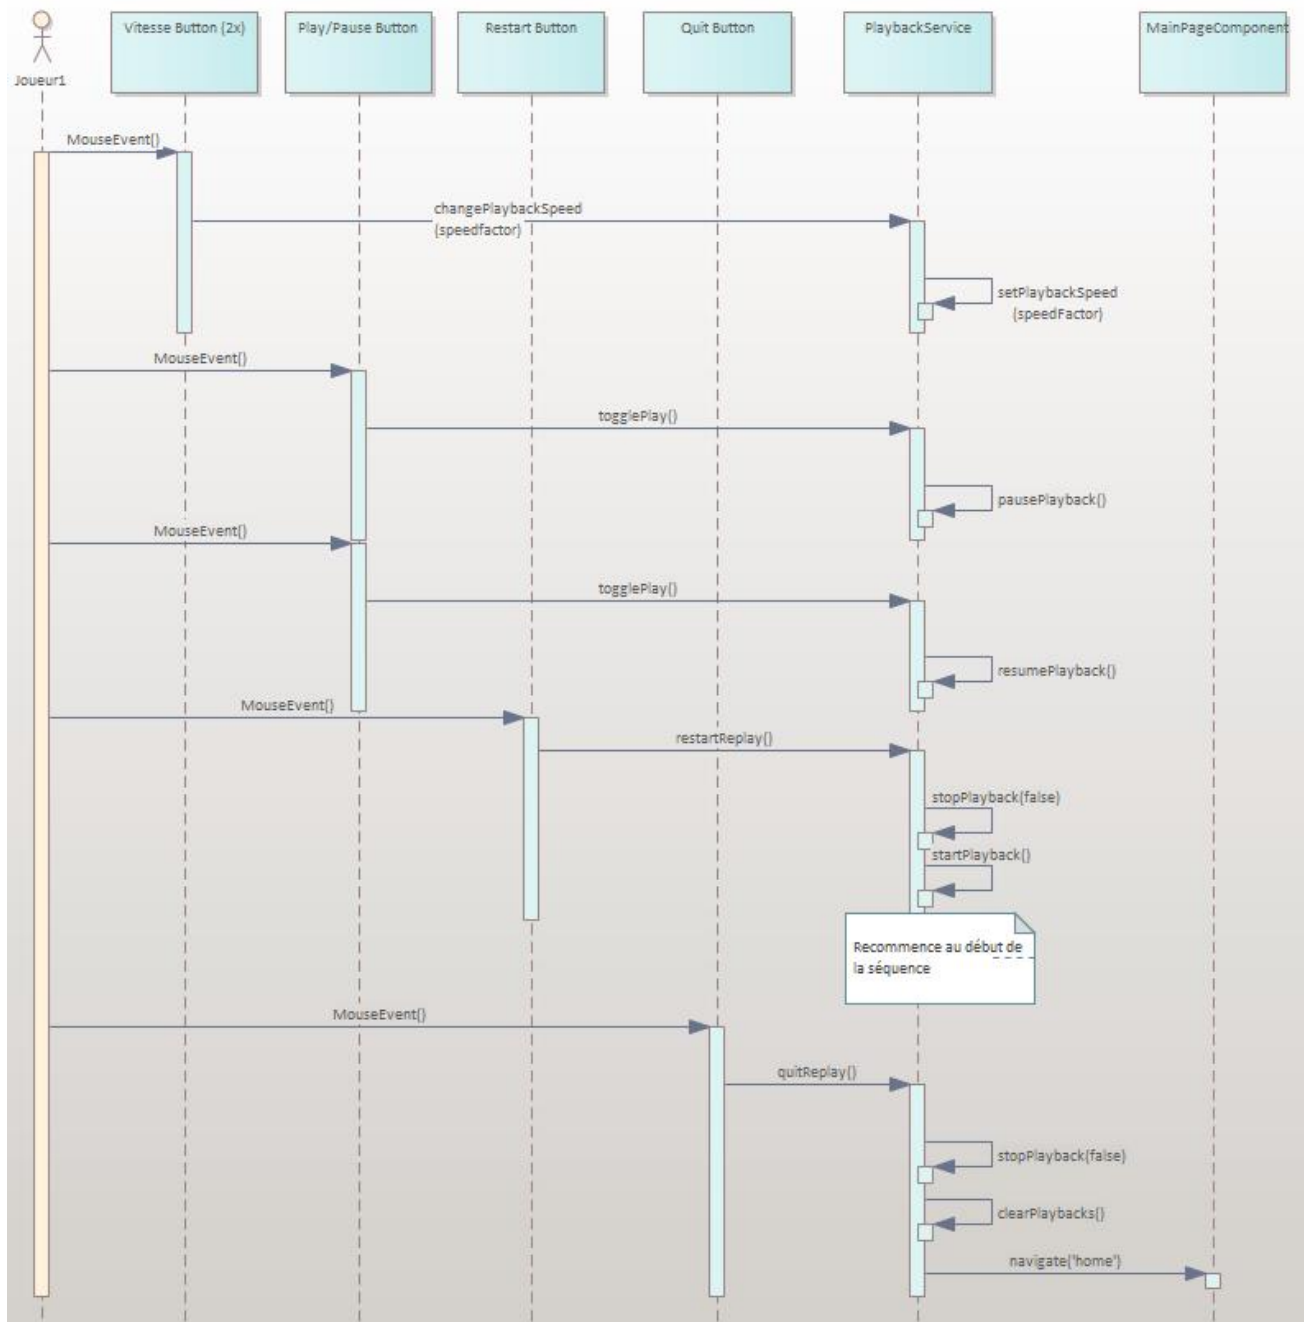 Vitesse Button (2x)
Play/Pause Button
Restart Button
Quit Button
PlaybackService
MainPageComponent
Joueur1
MouseEvent()
changePlaybackSpeed
(speedfactor)
setPlaybackSpeed
(speedFactor)
MouseEvent()
togglePlay()
pausePlayback()
MouseEvent()
togglePlay()
resumePlayback()
MouseEvent()
restartReplay()
stopPlayback(false)
startPlayback()
Recommence au début de
la séquence
MouseEvent()
quitReplay()
stopPlayback(false)
clearPlaybacks()
navigate('home')